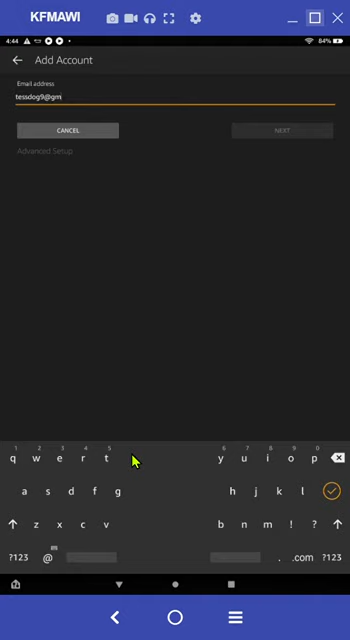 KFMAWI
4:44 84%
Add Account
Email address
tessdog9@gm
CANCEL NEXT
Advanced Setup
1 2 3 4 5 6 7 8 9 0
q w e r t y u i o p
a s d f g h j k l
z x c v b n m ! ?
?123 @ . .com ?123